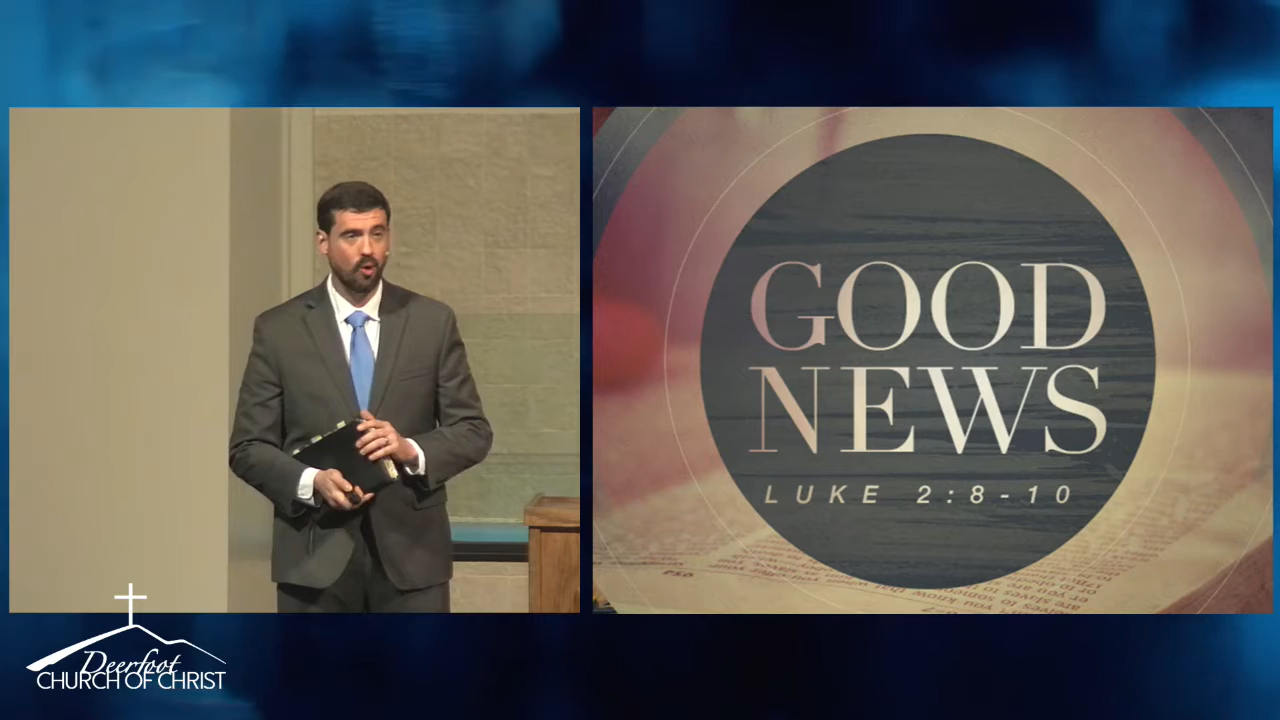 GOOD
NEWS
LUKE 2:8-10
Deerfoot
CHURCH OF CHRIST